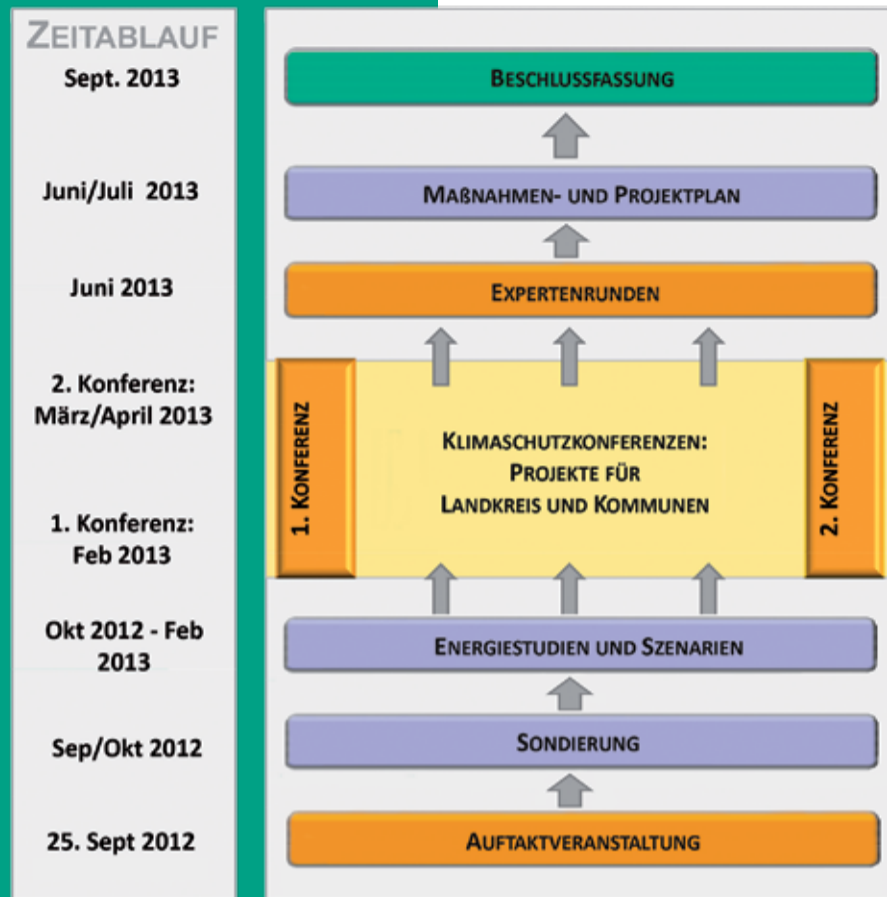 ZEITABLAUF
Sept. 2013
BESCHLUSSFASSUNG
Juni/Juli 2013
MAßNAHMEN- UND PROJEKTPLAN
Juni 2013
EXPERTENRUNDEN
2. Konferenz:
März/April 2013
1. Konferenz:
Feb 2013
1. KONFERENZ
KLIMASCHUTZKONFERENZEN:
PROJEKTE FÜR
LANDKREIS UND KOMMUNEN
2. KONFERENZ
Okt 2012 - Feb
2013
ENERGIESTUDIEN UND SZENARIEN
Sep/Okt 2012
SONDIERUNG
25. Sept 2012
AUFTAKTVERANSTALTUNG